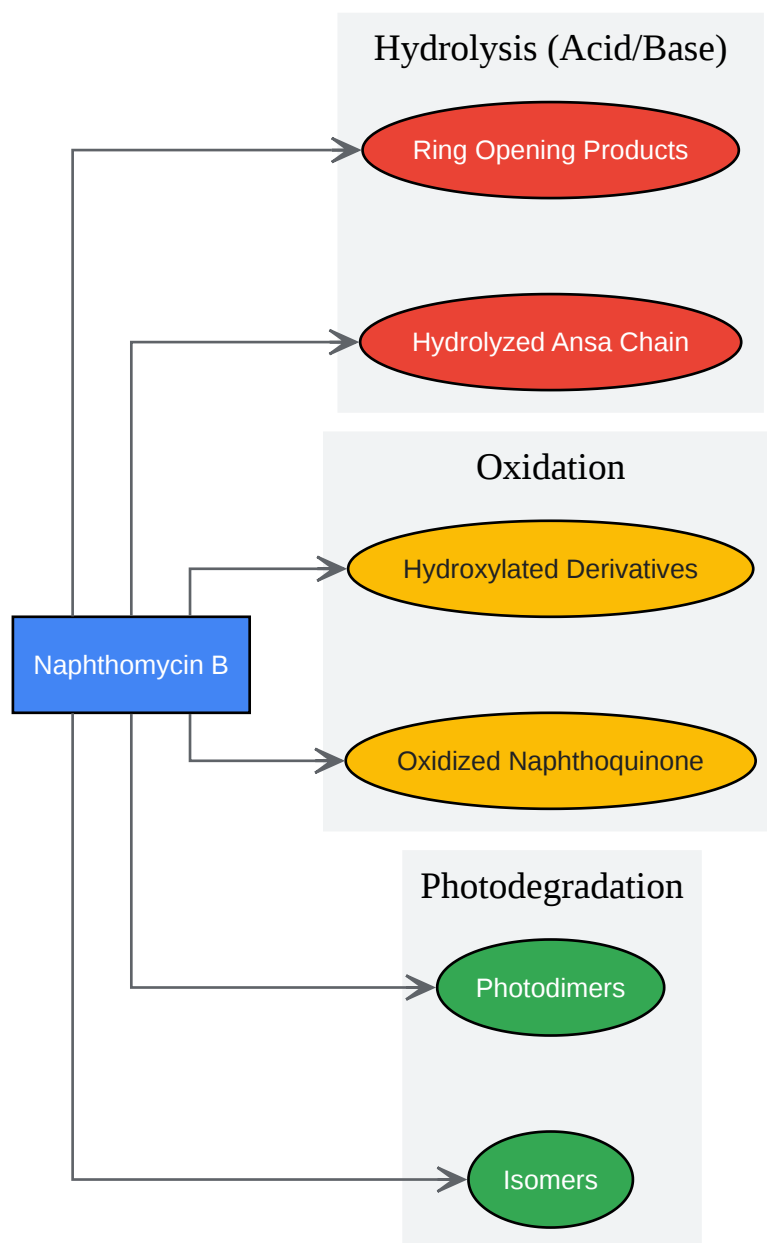 Hydrolysis (Acid/Base)
Ring Opening Products
Hydrolyzed Ansa Chain
Oxidation
Hydroxylated Derivatives
Naphthomycin B
Oxidized Naphthoquinone
Photodegradation
Photodimers
Isomers